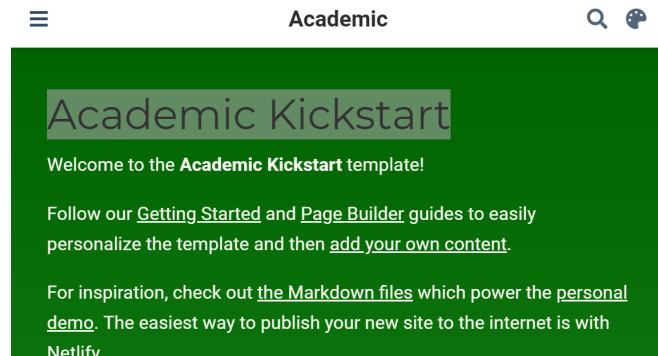 Academic
Academic Kickstart
Welcome to the Academic Kickstart template!
Follow our Getting Started and Page Builder guides to easily
personalize the template and then add your own content.
For inspiration, check out the Markdown files which power the personal
demo. The easiest way to publish your new site to the internet is with
Netlify